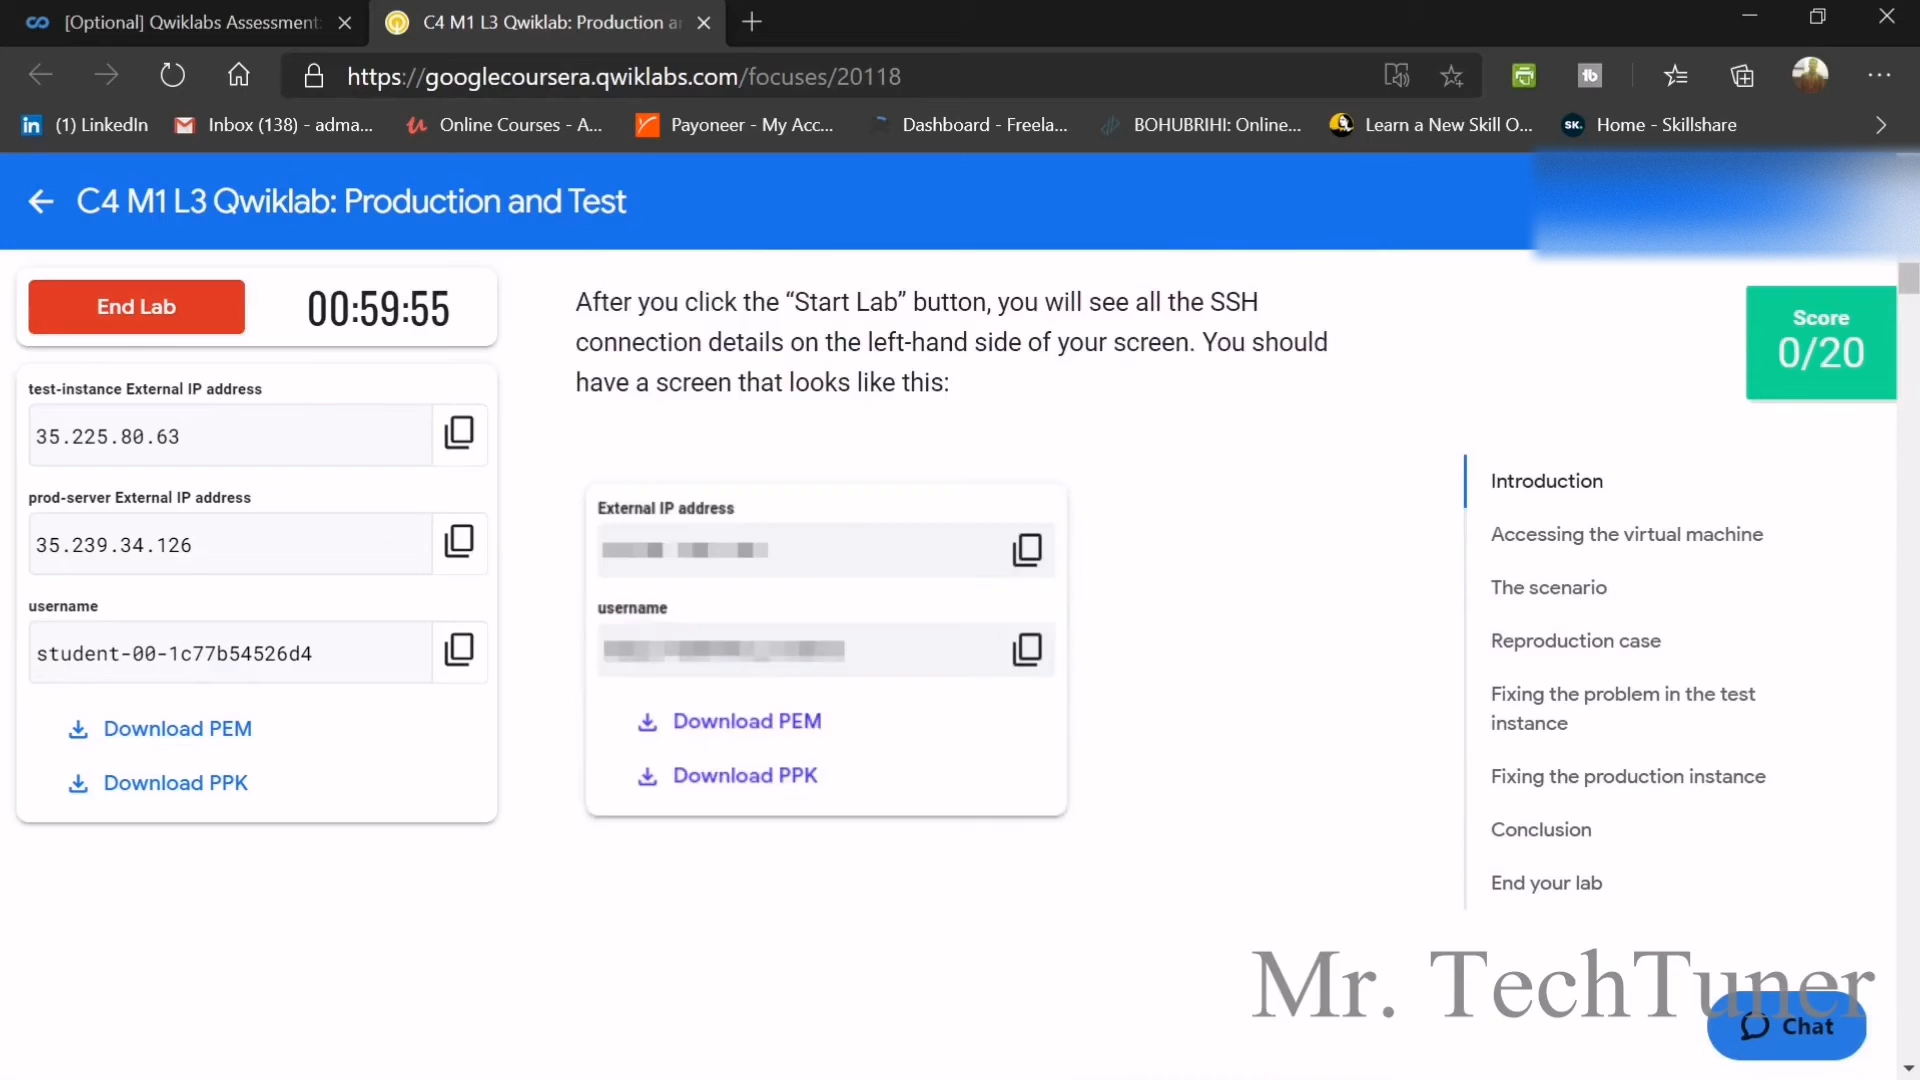 [Optional] Qwiklabs Assessment:
C4 M1 L3 Qwiklab: Production a
https://googlecoursera.qwiklabs.com/focuses/20118
tb
(1) LinkedIn
Inbox (138) - adma...
Online Courses - A...
Payoneer - My Acc...
Dashboard - Freela...
BOHUBRIHI: Online...
Learn a New Skill O...
SK.
Home - Skillshare
C4 M1 L3 Qwiklab: Production and Test
End Lab
00:59:55
test-instance External IP address
35.225.80.63
prod-server External IP address
35.239.34.126
username
student-00-1c77b54526d4
Download PEM
Download PPK
After you click the “Start Lab” button, you will see all the SSH
connection details on the left-hand side of your screen. You should
have a screen that looks like this:
External IP address
username
Download PEM
Download PPK
Score
0/20
Introduction
Accessing the virtual machine
The scenario
Reproduction case
Fixing the problem in the test
instance
Fixing the production instance
Conclusion
End your lab
Mr. TechTuner
Chat